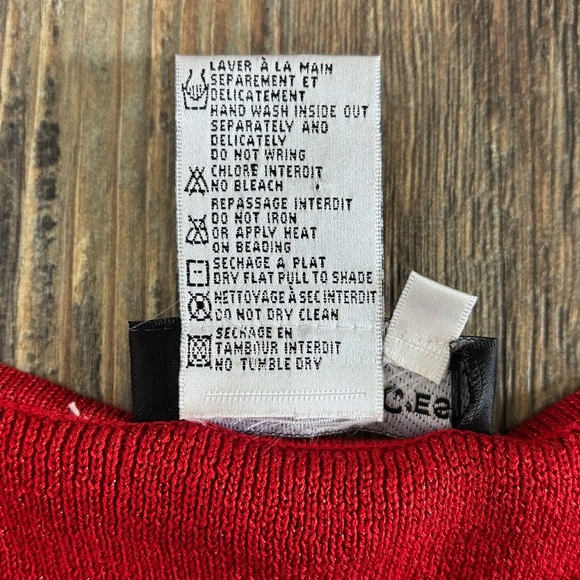 LAVER À LA MAIN
SEPAREMENT ET
DELICATEMENT
HAND WASH INSIDE OUT
SEPARATELY AND
DELICATELY
DO NOT WRING
CHLORE INTERDIT
NO BLEACH
REPASSAGE INTERDIT
DO NOT IRON
OR APPLY HEAT
ON BEADING
SECHAGE A PLAT
DRY FLAT PULL TO SHADE
NETTOYAGE À SEC INTERDIT
DO NOT DRY CLEAN
SECHAGE EN
TAMBOUR INTERDIT
NO TUMBLE DRY